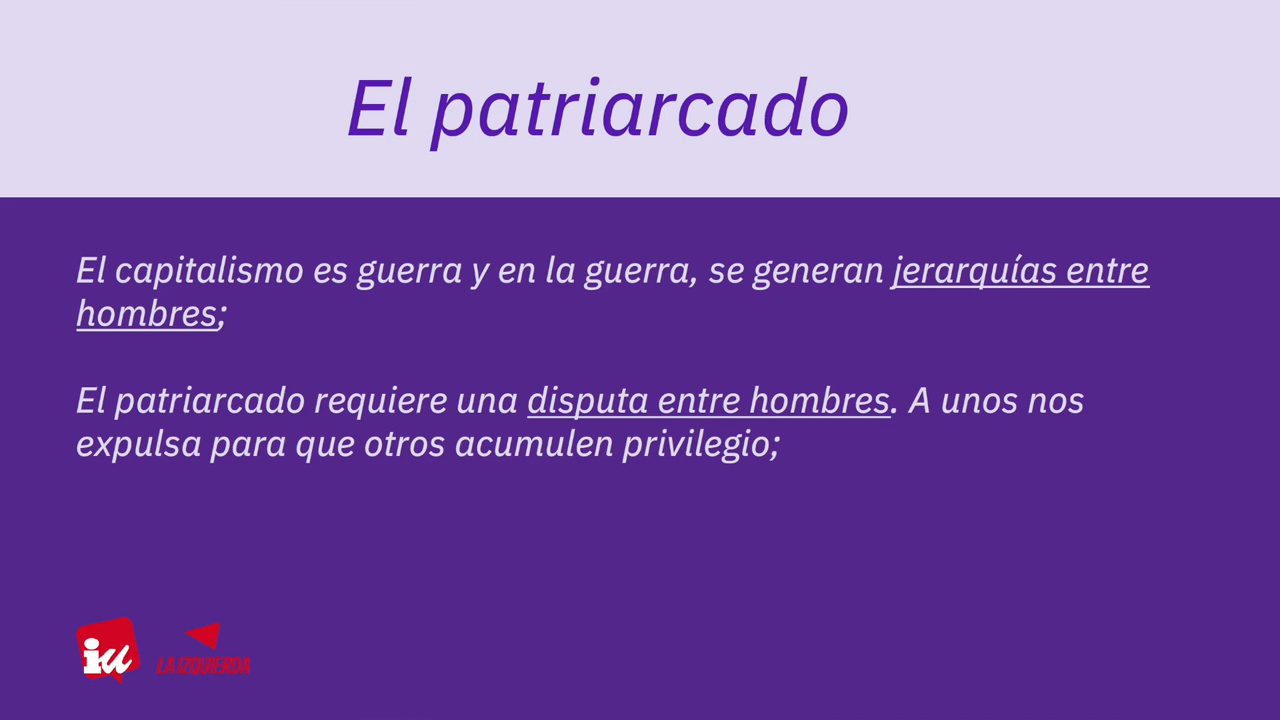 El patriarcado
El capitalismo es guerra y en la guerra, se generan jerarquías entre
hombres;
El patriarcado requiere una disputa entre hombres. A unos nos
expulsa para que otros acumulen privilegio;
iu
LA IZQUIERDA